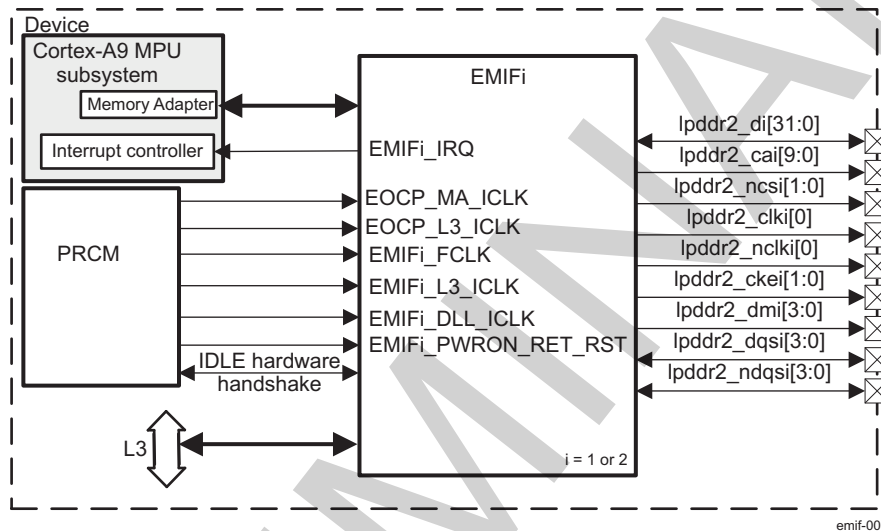 Device
Cortex-A9 MPU
subsystem
Memory Adapter
Interrupt controller
PRCM
L3
EMIFi
EMIFi_IRQ
EOCP_MA_ICLK
EOCP_L3_ICLK
EMIFi_FCLK
EMIFi_L3_ICLK
EMIFi_DLL_ICLK
EMIFi_PWRON_RET_RST
IDLE hardware
handshake
i = 1 or 2
lpddr2_di[31:0]
lpddr2_cai[9:0]
lpddr2_ncsi[1:0]
lpddr2_clki[0]
lpddr2_nclki[0]
lpddr2_ckei[1:0]
lpddr2_dmi[3:0]
lpddr2_dqsi[3:0]
lpddr2_ndqsi[3:0]
emif-00